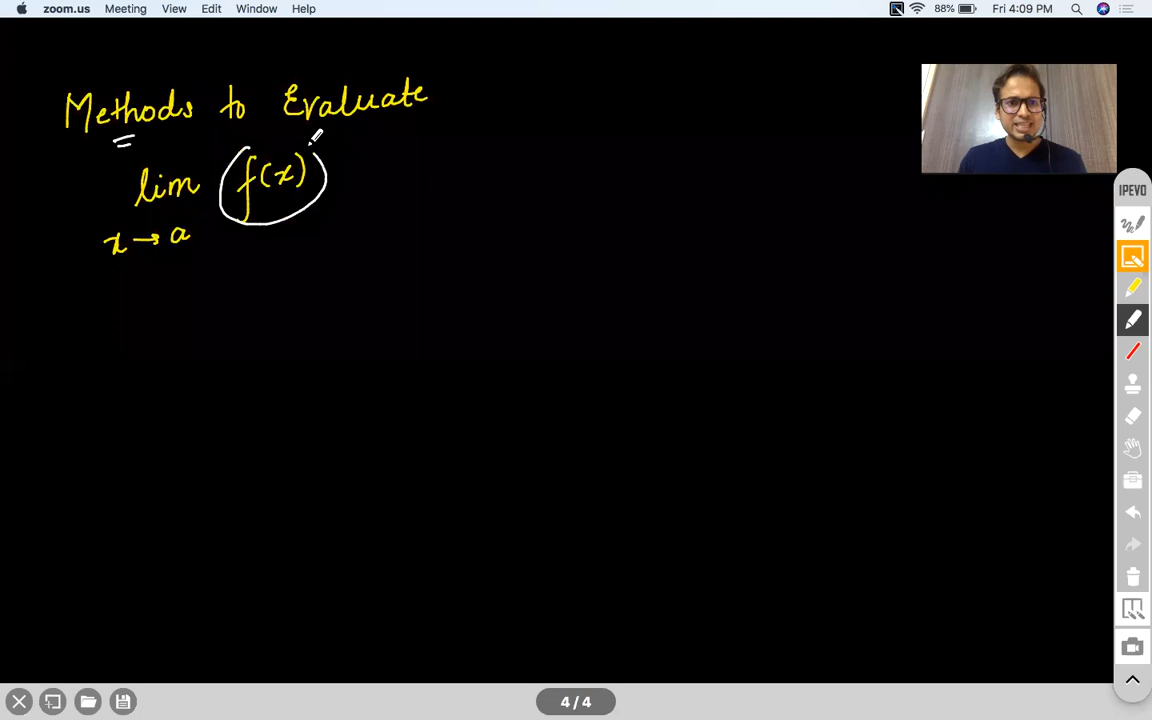 zoom.us Meeting View Edit Window Help 88% Fri 4:09 PM
Methods to Evaluate
lim f(x)
x → a
IPEVO
4/4